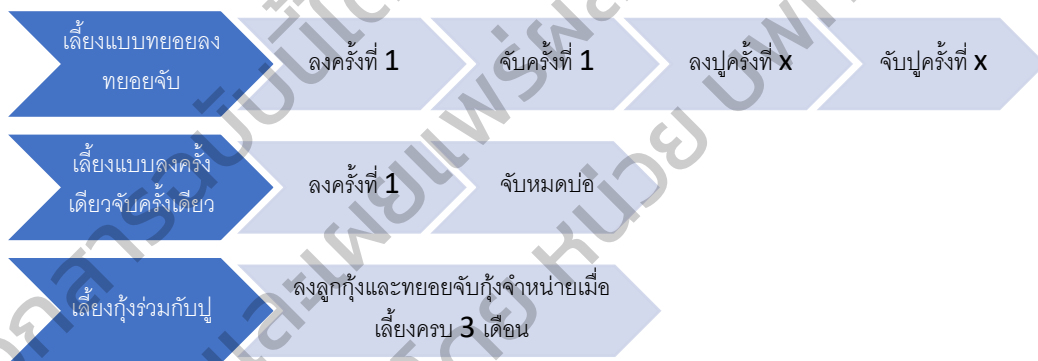 เลี้ยงแบบทยอยลง
ทยอยจับ
ลงครั้งที่ 1
จับครั้งที่ 1
ลงปูครั้งที่ x
จับปูครั้งที่ x
เลี้ยงแบบลงครั้ง
เดียวจับครั้งเดียว
ลงครั้งที่ 1
จับหมดบ่อ
เลี้ยงกุ้งร่วมกับปู
ลงลูกกุ้งและทยอยจับกุ้งจำหน่ายเมื่อ
เลี้ยงครบ 3 เดือน